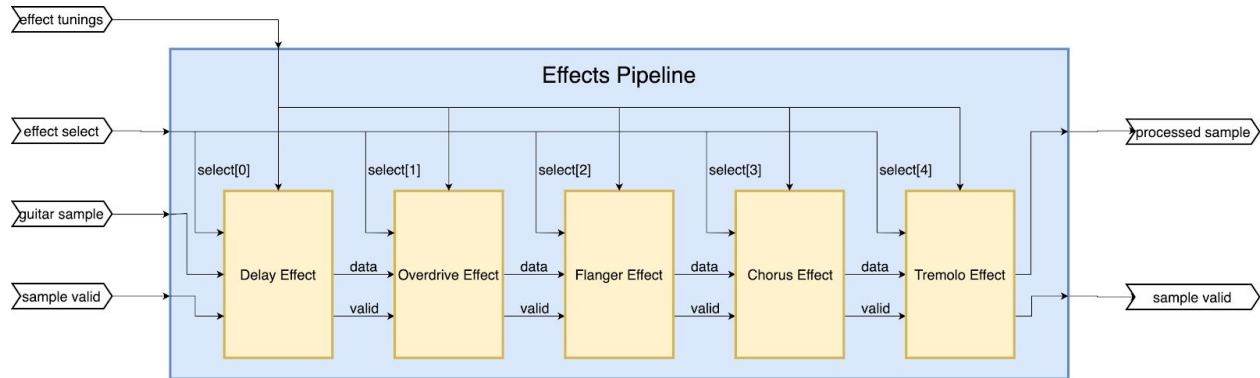 effect tunings
Effects Pipeline
effect select
processed sample
select[0]
select[1]
select[2]
select[3]
select[4]
guitar sample
Delay Effect
data
Overdrive Effect
data
Flanger Effect
data
Chorus Effect
data
Tremolo Effect
sample valid
valid
valid
valid
valid
sample valid